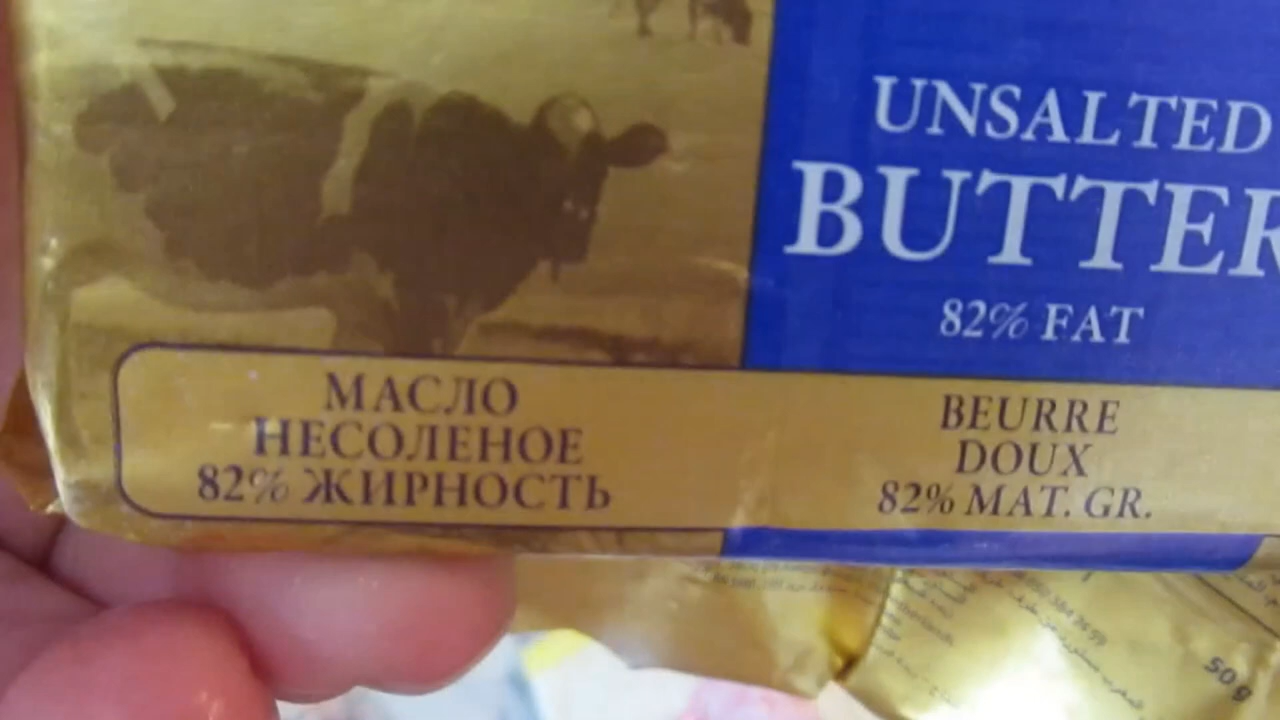 UNSALTED
BUTTER
82% FAT
МАСЛО
НЕСОЛЕНОЕ
82% ЖИРНОСТЬ
BEURRE
DOUX
82% MAT. GR.
50 g